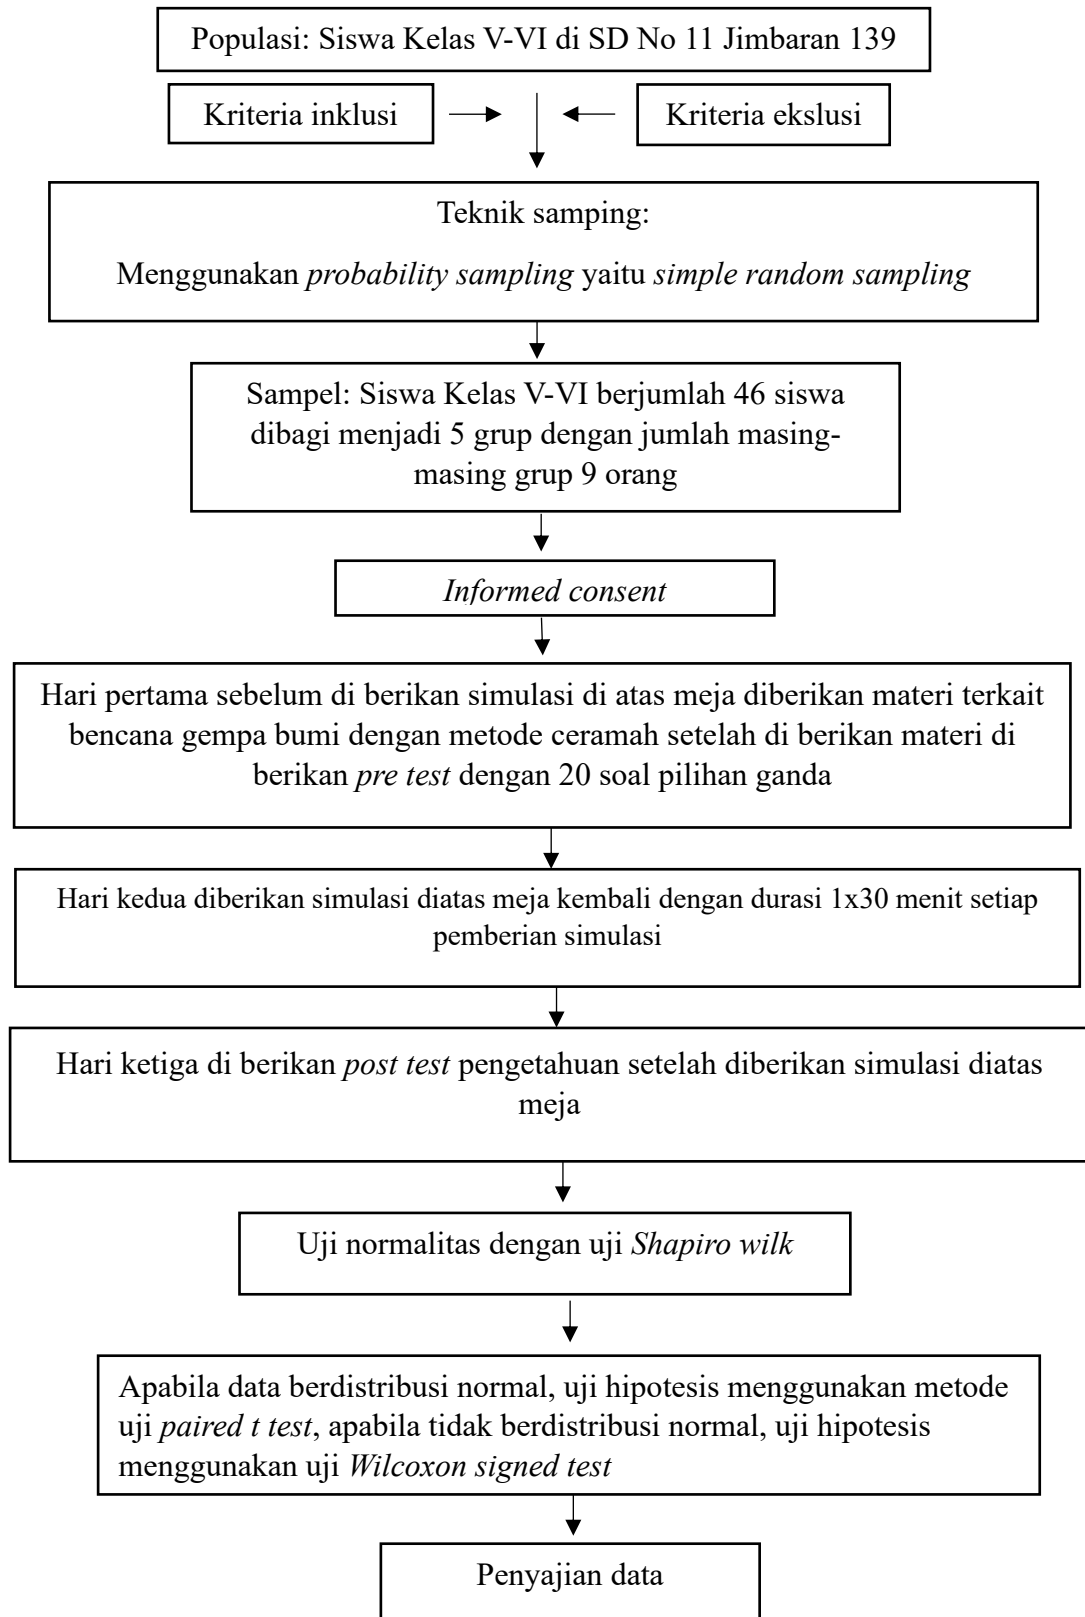 Populasi: Siswa Kelas V-VI di SD No 11 Jimbaran 139
Kriteria inklusi
Kriteria ekslusi
Teknik samping:
Menggunakan probability sampling yaitu simple random sampling
Sampel: Siswa Kelas V-VI berjumlah 46 siswa
dibagi menjadi 5 grup dengan jumlah masing-
masing grup 9 orang
Informed consent
Hari pertama sebelum di berikan simulasi di atas meja diberikan materi terkait
bencana gempa bumi dengan metode ceramah setelah di berikan materi di
berikan pre test dengan 20 soal pilihan ganda
Hari kedua diberikan simulasi diatas meja kembali dengan durasi 1x30 menit setiap
pemberian simulasi
Hari ketiga di berikan post test pengetahuan setelah diberikan simulasi diatas
meja
Uji normalitas dengan uji Shapiro wilk
Apabila data berdistribusi normal, uji hipotesis menggunakan metode
uji paired t test, apabila tidak berdistribusi normal, uji hipotesis
menggunakan uji Wilcoxon signed test
Penyajian data